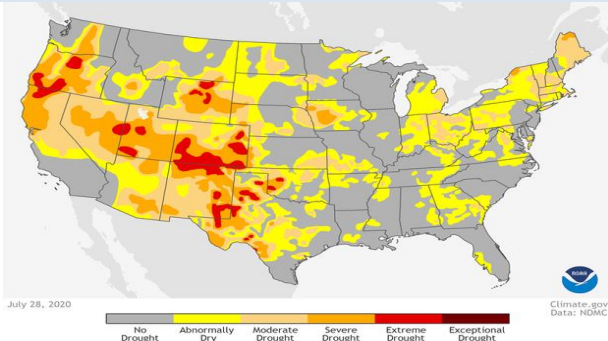 NOAA
July 28, 2020
Climate.gov
Data: NDMC
No Drought
Abnormally Dry
Moderate Drought
Severe Drought
Extreme Drought
Exceptional Drought